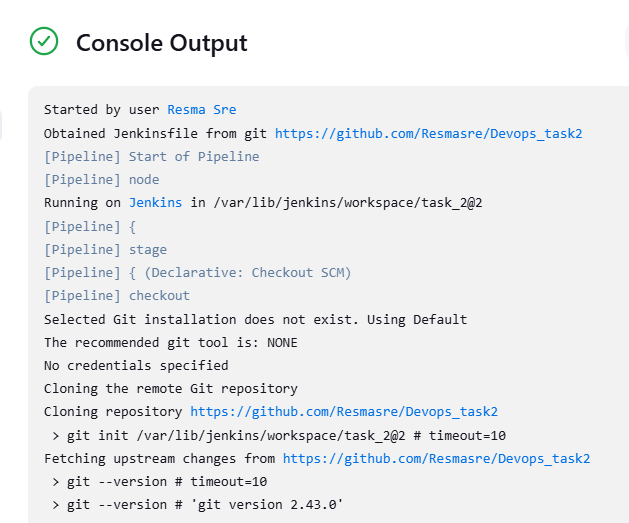 Console Output
Started by user Resma Sre
Obtained Jenkinsfile from git https://github.com/Resmasre/Devops_task2
[Pipeline] Start of Pipeline
[Pipeline] node
Running on Jenkins in /var/lib/jenkins/workspace/task_2@2
[Pipeline] {
[Pipeline] stage
[Pipeline] { (Declarative: Checkout SCM)
[Pipeline] checkout
Selected Git installation does not exist. Using Default
The recommended git tool is: NONE
No credentials specified
Cloning the remote Git repository
Cloning repository https://github.com/Resmasre/Devops_task2
 > git init /var/lib/jenkins/workspace/task_2@2 # timeout=10
Fetching upstream changes from https://github.com/Resmasre/Devops_task2
 > git --version # timeout=10
 > git --version # 'git version 2.43.0'